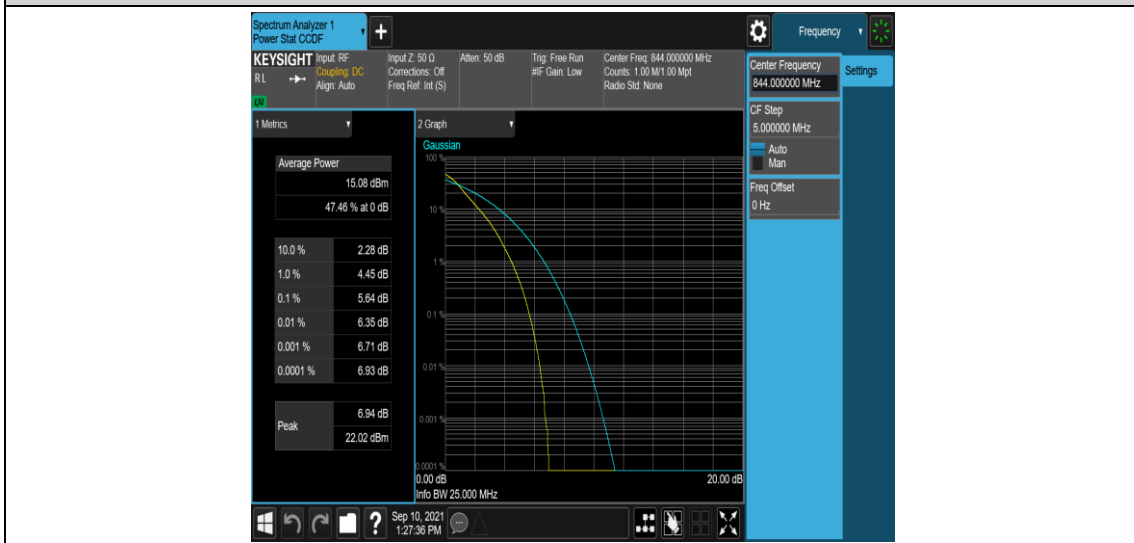 Spectrum Analyzer 1
Power Stat CCDF
+
Frequency
KEYSIGHT
RL
LXI
Input: RF
Coupling: DC
Align: Auto
Input Z: 50 Ω
Corrections: Off
Freq Ref: Int (S)
Atten: 50 dB
Trig: Free Run
#IF Gain: Low
Center Freq: 844.000000 MHz
Counts: 1.00 M/1.00 Mpt
Radio Std: None
Center Frequency
844.000000 MHz
Settings
CF Step
5.000000 MHz
Auto
Man
Freq Offset
0 Hz
1 Metrics
Average Power
15.08 dBm
47.46 % at 0 dB
10.0 % 2.28 dB
1.0 % 4.45 dB
0.1 % 5.64 dB
0.01 % 6.35 dB
0.001 % 6.71 dB
0.0001 % 6.93 dB
Peak
6.94 dB
22.02 dBm
2 Graph
Gaussian
100 %
10 %
1 %
0.1 %
0.01 %
0.001 %
0.0001 %
0.00 dB 20.00 dB
Info BW 25.000 MHz
?
Sep 10, 2021
1:27:36 PM